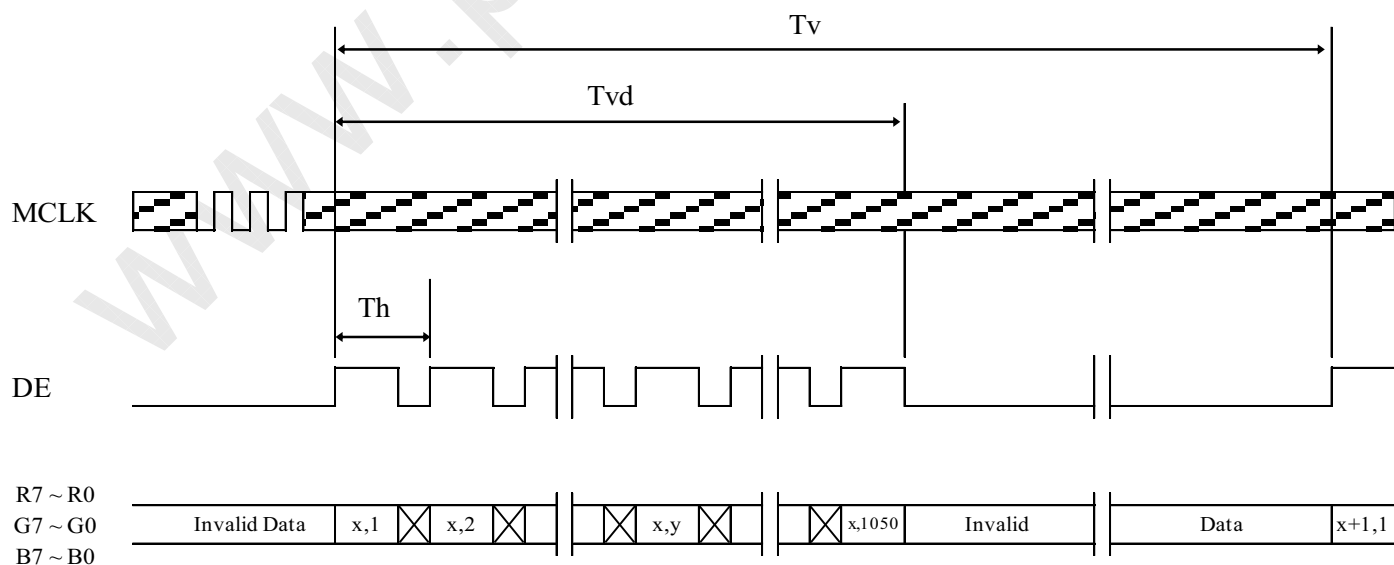 www.p
Tv
Tvd
MCLK
Th
DE
R7 ~ R0
G7 ~ G0
B7 ~ B0
Invalid Data
x,1
x,2
x,y
x,1050
Invalid
Data
x+1,1